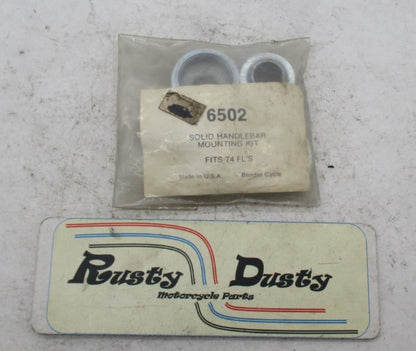 6502
SOLID HANDLEBAR
MOUNTING KIT
FITS 74 FL'S
Made in U.S.A. Bender Cycle
Rusty Dusty
Motorcycle Parts